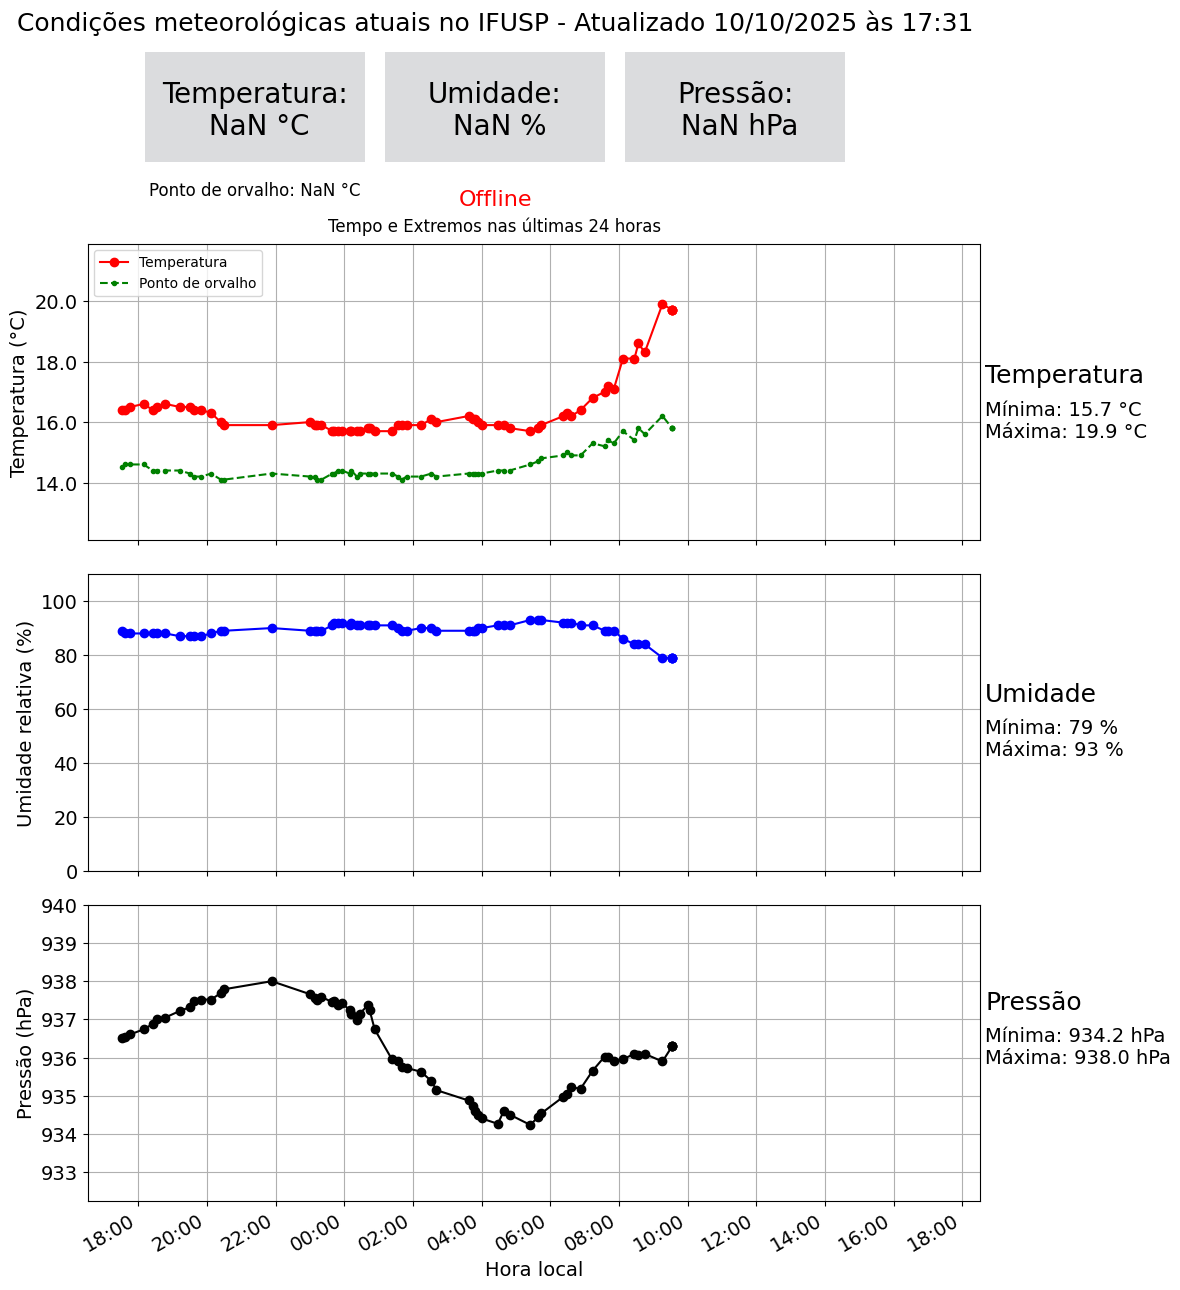 Condições meteorológicas atuais no IFUSP - Atualizado 10/10/2025 às 17:31
Temperatura:
NaN °C
Umidade:
NaN %
Pressão:
NaN hPa
Ponto de orvalho: NaN °C
Offline
Tempo e Extremos nas últimas 24 horas
Temperatura
Ponto de orvalho
Temperatura (°C)
20.0
18.0
16.0
14.0
Temperatura
Mínima: 15.7 °C
Máxima: 19.9 °C
Umidade relativa (%)
100
80
60
40
20
0
Umidade
Mínima: 79 %
Máxima: 93 %
Pressão (hPa)
940
939
938
937
936
935
934
933
Pressão
Mínima: 934.2 hPa
Máxima: 938.0 hPa
18:00 20:00 22:00 00:00 02:00 04:00 06:00 08:00 10:00 12:00 14:00 16:00 18:00
Hora local